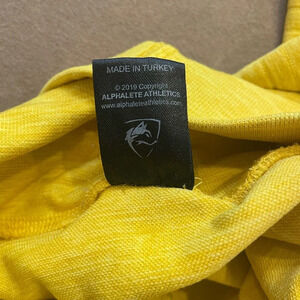 MADE IN TURKEY
© 2019 Copyright
ALPHALETE ATHLETICS
www.alphaleteathletics.com